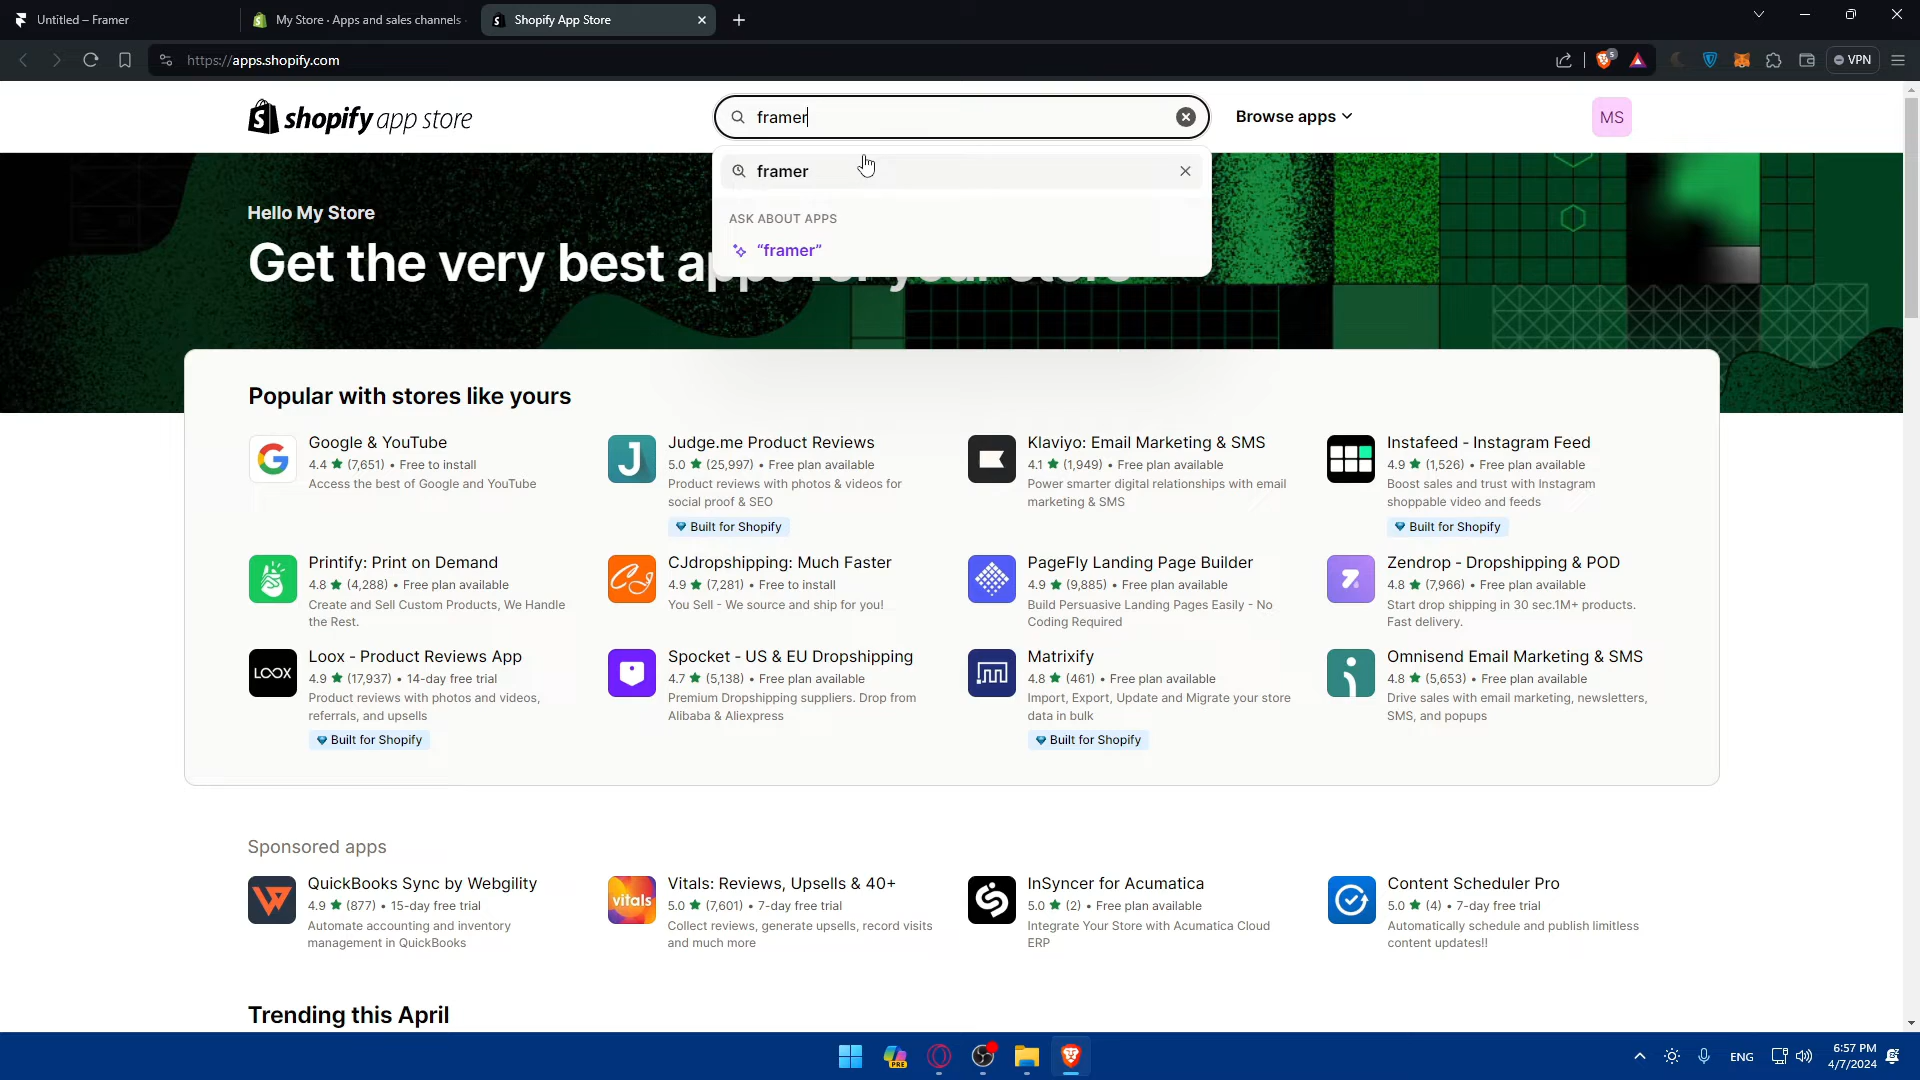 Untitled – Framer
My Store · Apps and sales channels
Shopify App Store
https://apps.shopify.com
5
VPN
shopify app store
framer
Browse apps
MS
framer
ASK ABOUT APPS
“framer”
Hello My Store
Get the very best apps for your store
Popular with stores like yours
Google & YouTube
4.4 ★ (7,651) • Free to install
Access the best of Google and YouTube
Judge.me Product Reviews
5.0 ★ (25,997) • Free plan available
Product reviews with photos & videos for
social proof & SEO
Built for Shopify
Klaviyo: Email Marketing & SMS
4.1 ★ (1,949) • Free plan available
Power smarter digital relationships with email
marketing & SMS
Instafeed - Instagram Feed
4.9 ★ (1,526) • Free plan available
Boost sales and trust with Instagram
shoppable video and feeds
Built for Shopify
Printify: Print on Demand
4.8 ★ (4,288) • Free plan available
Create and Sell Custom Products, We Handle
the Rest.
CJdropshipping: Much Faster
4.9 ★ (7,281) • Free to install
You Sell - We source and ship for you!
PageFly Landing Page Builder
4.9 ★ (9,885) • Free plan available
Build Persuasive Landing Pages Easily - No
Coding Required
Zendrop - Dropshipping & POD
4.8 ★ (7,966) • Free plan available
Start drop shipping in 30 sec.1M+ products.
Fast delivery.
LOOX
Loox - Product Reviews App
4.9 ★ (17,937) • 14-day free trial
Product reviews with photos and videos,
referrals, and upsells
Built for Shopify
Spocket - US & EU Dropshipping
4.7 ★ (5,138) • Free plan available
Premium Dropshipping suppliers. Drop from
Alibaba & Aliexpress
Matrixify
4.8 ★ (461) • Free plan available
Import, Export, Update and Migrate your store
data in bulk
Built for Shopify
Omnisend Email Marketing & SMS
4.8 ★ (5,653) • Free plan available
Drive sales with email marketing, newsletters,
SMS, and popups
Sponsored apps
QuickBooks Sync by Webgility
4.9 ★ (877) • 15-day free trial
Automate accounting and inventory
management in QuickBooks
vitals
Vitals: Reviews, Upsells & 40+
5.0 ★ (7,601) • 7-day free trial
Collect reviews, generate upsells, record visits
and much more
InSyncer for Acumatica
5.0 ★ (2) • Free plan available
Integrate Your Store with Acumatica Cloud
ERP
Content Scheduler Pro
5.0 ★ (4) • 7-day free trial
Automatically schedule and publish limitless
content updates!!
Trending this April
PRE
ENG
6:57 PM
4/7/2024